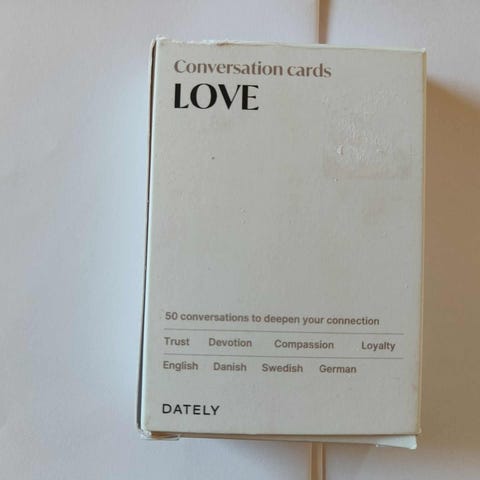 Conversation cards
LOVE
50 conversations to deepen your connection
Trust Devotion Compassion Loyalty
English Danish Swedish German
DATELY